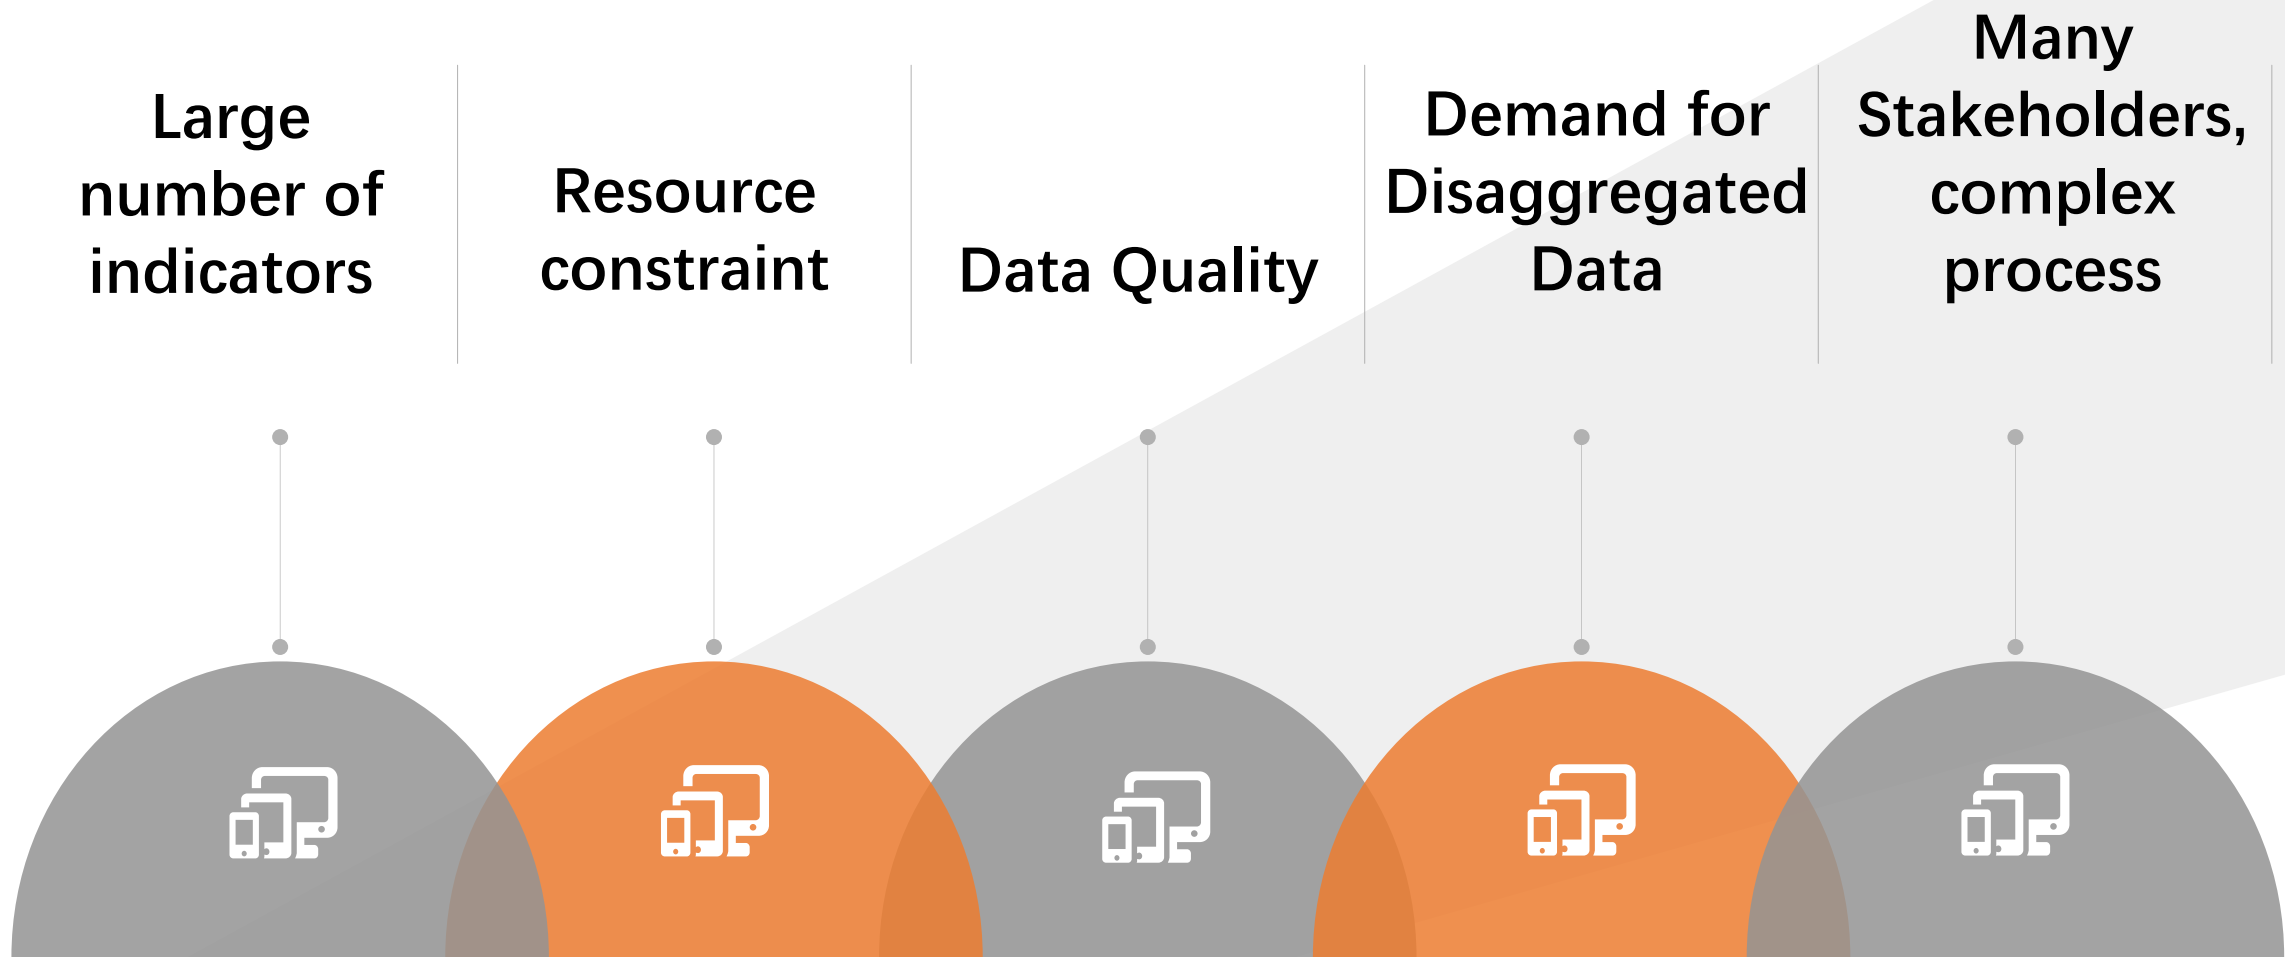 Large
number of
indicators
Resource
constraint
Data Quality
Demand for
Disaggregated
Data
Many
Stakeholders,
complex
process